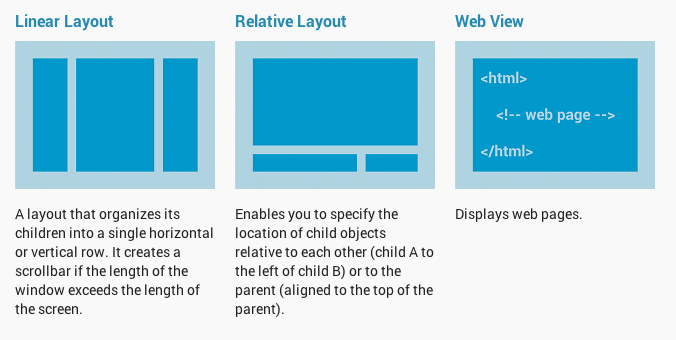 Linear Layout
A layout that organizes its
children into a single horizontal
or vertical row. It creates a
scrollbar if the length of the
window exceeds the length of
the screen.
Relative Layout
Enables you to specify the
location of child objects
relative to each other (child A to
the left of child B) or to the
parent (aligned to the top of the
parent).
Web View
<html>
<!-- web page -->
</html>
Displays web pages.